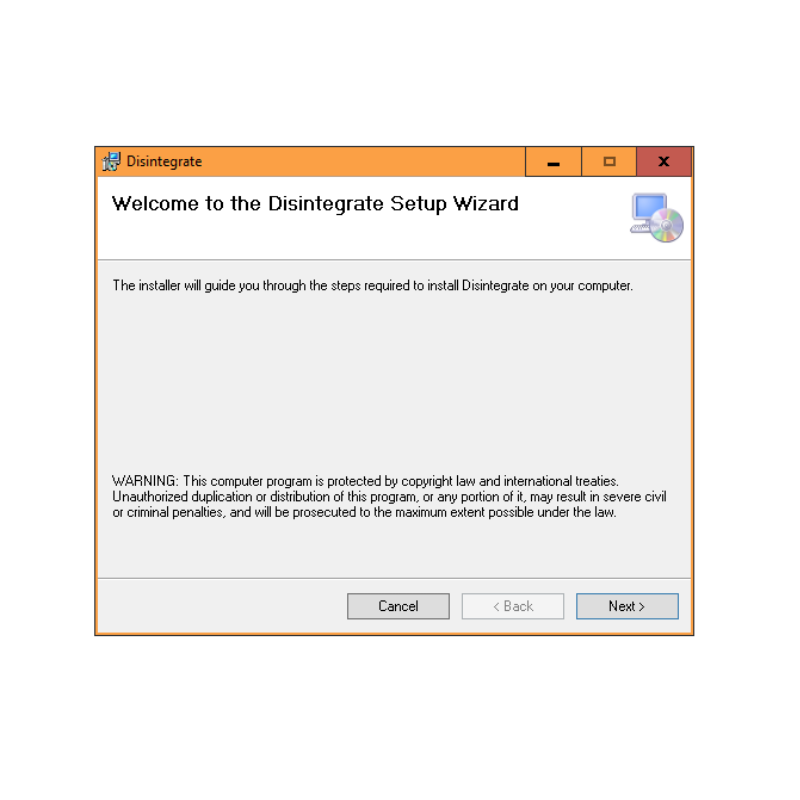 Disintegrate
Welcome to the Disintegrate Setup Wizard
The installer will guide you through the steps required to install Disintegrate on your computer.
WARNING: This computer program is protected by copyright law and international treaties.
Unauthorized duplication or distribution of this program, or any portion of it, may result in severe civil
or criminal penalties, and will be prosecuted to the maximum extent possible under the law.
Cancel
< Back
Next >